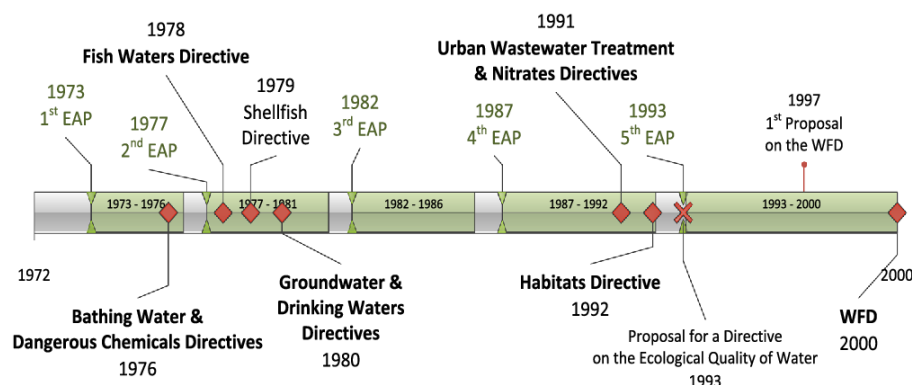 1978
Fish Waters Directive
1973
1st EAP
1977
2nd EAP
1979
Shellfish
Directive
1982
3rd EAP
1987
4th EAP
1991
Urban Wastewater Treatment
& Nitrates Directives
1993
5th EAP
1997
1st Proposal
on the WFD
1973 - 1976
1977 - 1981
1982 - 1986
1987 - 1992
1993 - 2000
1972
2000
Bathing Water &
Dangerous Chemicals Directives
1976
Groundwater &
Drinking Waters
Directives
1980
Habitats Directive
1992
Proposal for a Directive
on the Ecological Quality of Water
1993
WFD
2000